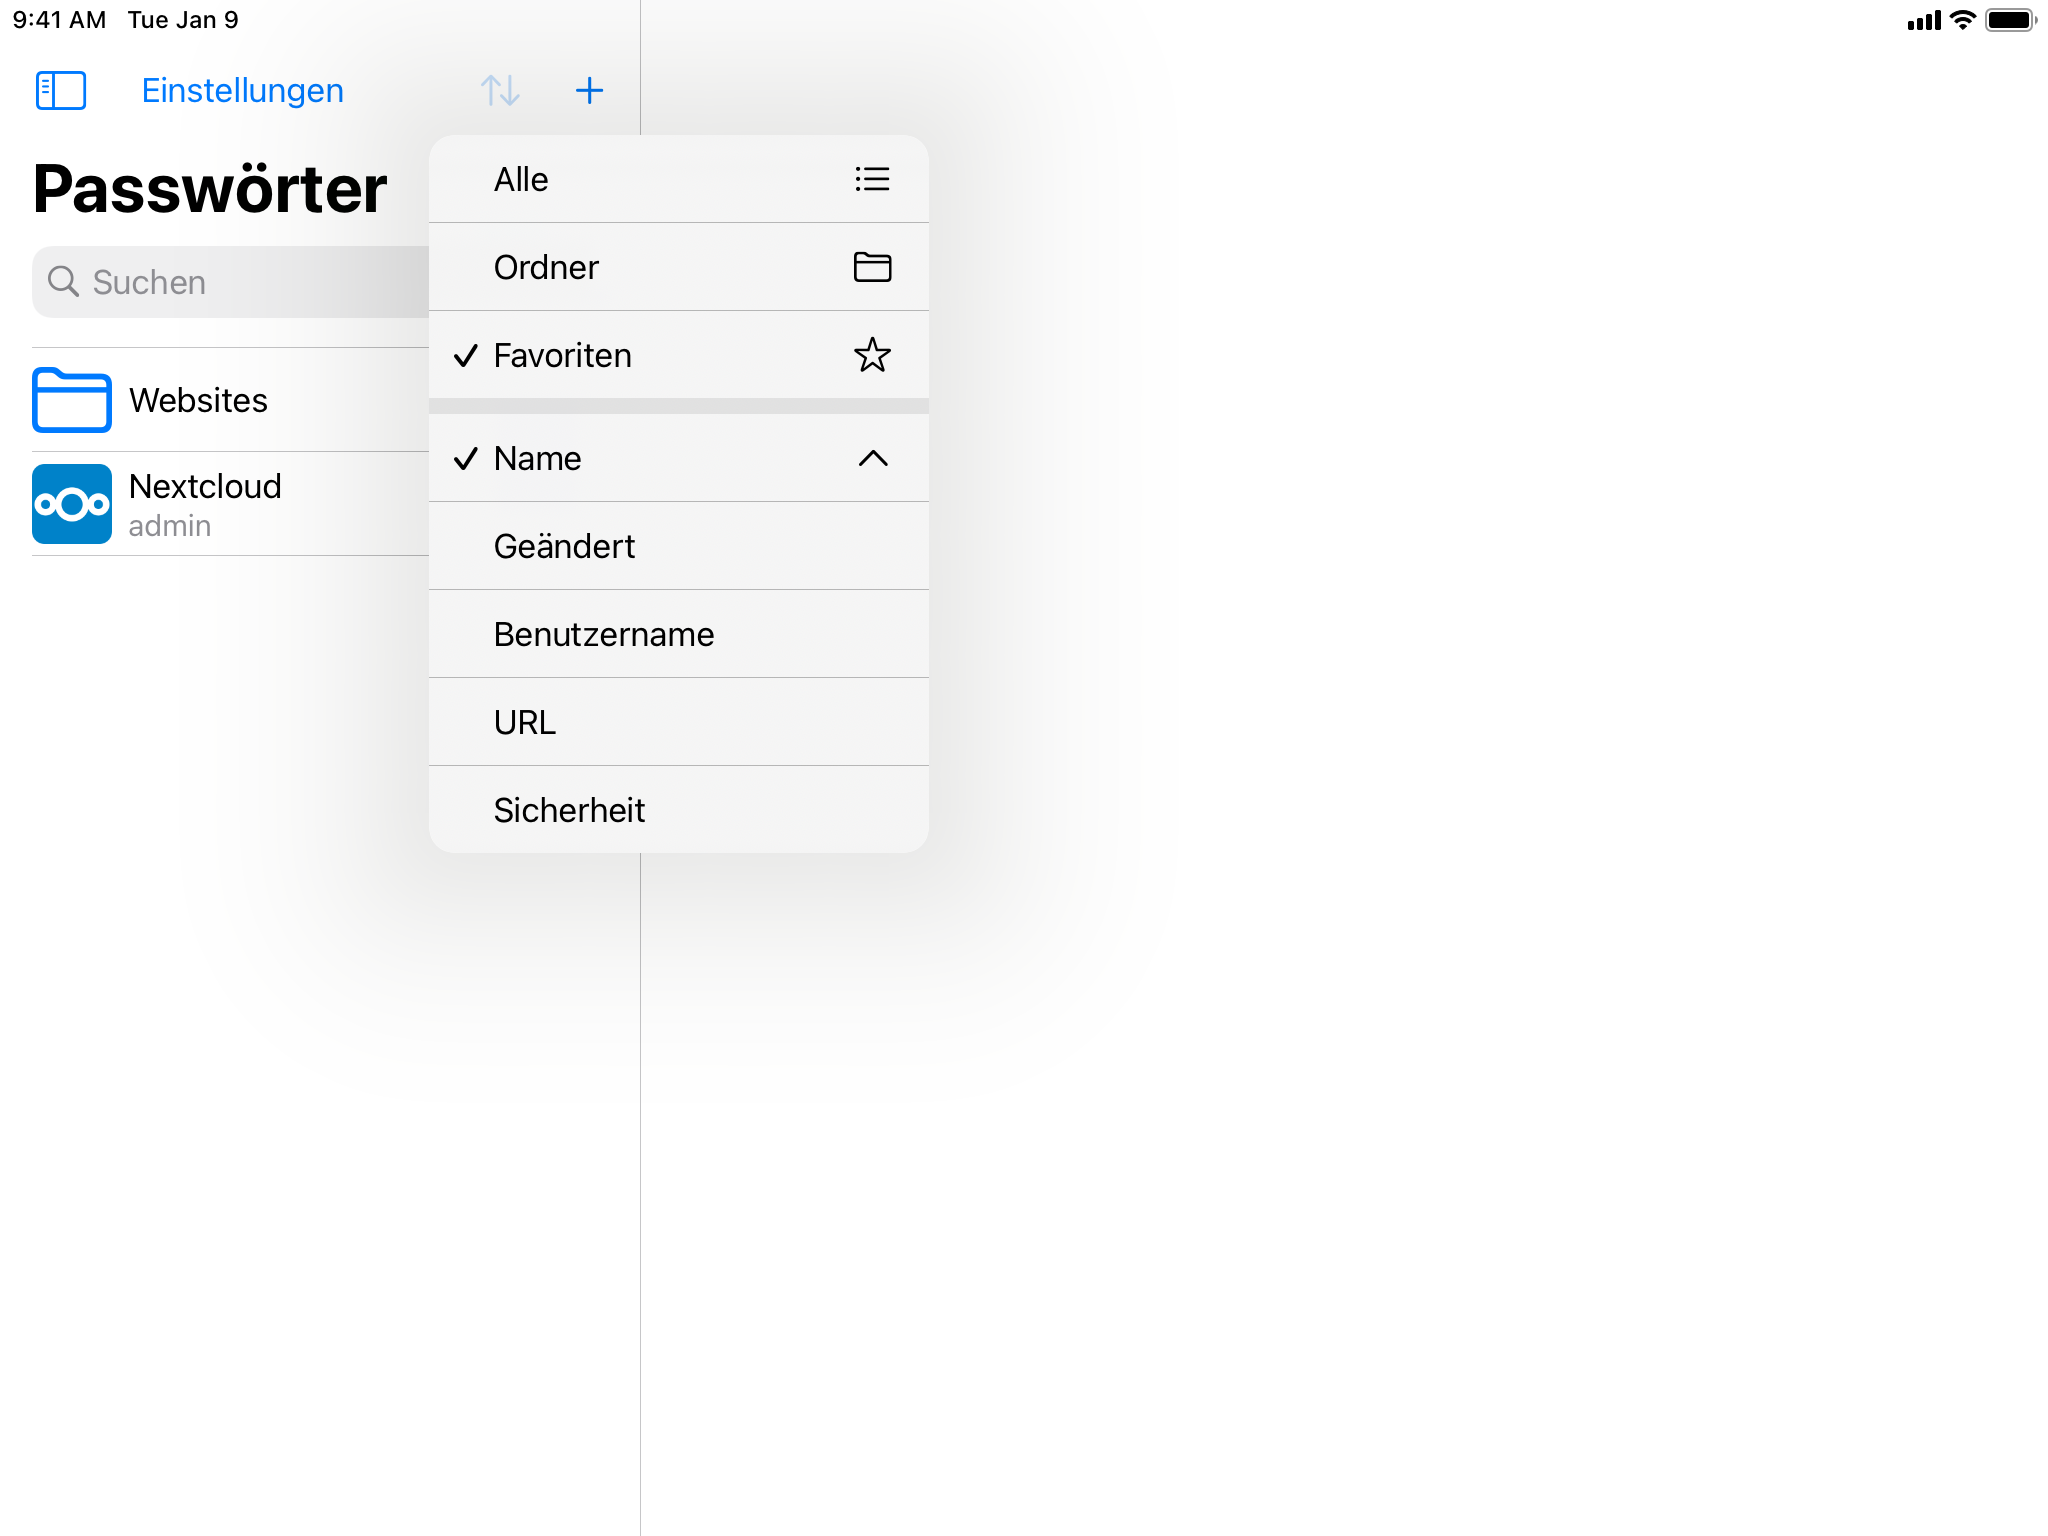 9:41 AM Tue Jan 9
Einstellungen
Passwörter
Suchen
Websites
Nextcloud
admin
Alle
Ordner
Favoriten
Name
Geändert
Benutzername
URL
Sicherheit